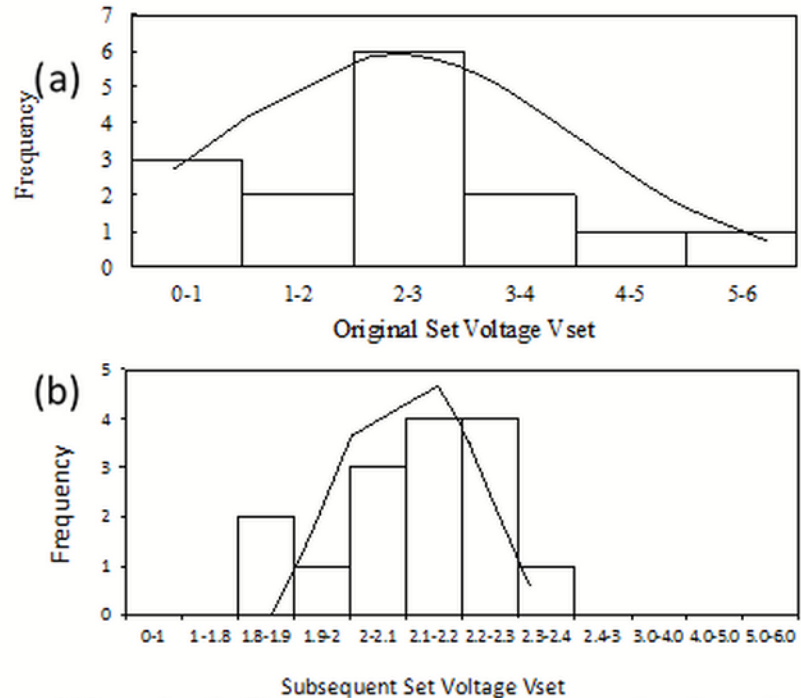 (a)
Frequency
7
6
5
4
3
2
1
0
0-1 1-2 2-3 3-4 4-5 5-6
Original Set Voltage Vset
(b)
Frequency
5
4
3
2
1
0
0-1 1-1.8 1.8-1.9 1.9-2 2-2.1 2.1-2.2 2.2-2.3 2.3-2.4 2.4-3 3.0-4.0 4.0-5.0 5.0-6.0
Subsequent Set Voltage Vset